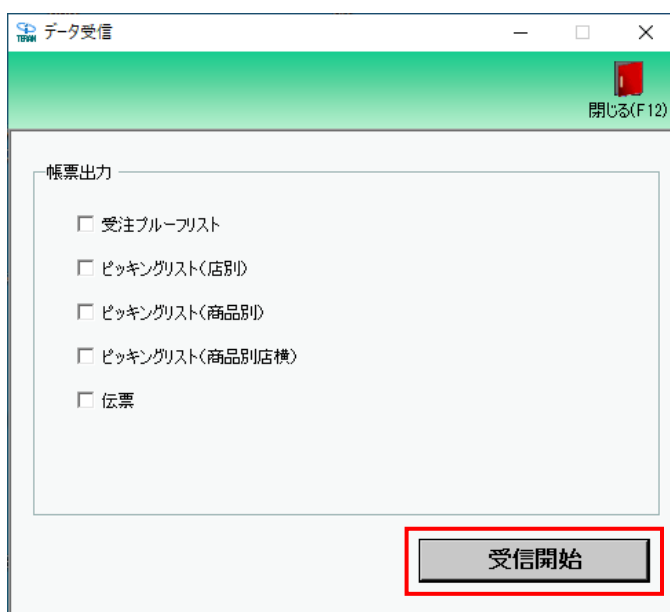 TERAN データ受信
閉じる(F12)
帳票出力
受注プルーフリスト
ピッキングリスト(店別)
ピッキングリスト(商品別)
ピッキングリスト(商品別店横)
伝票
受信開始